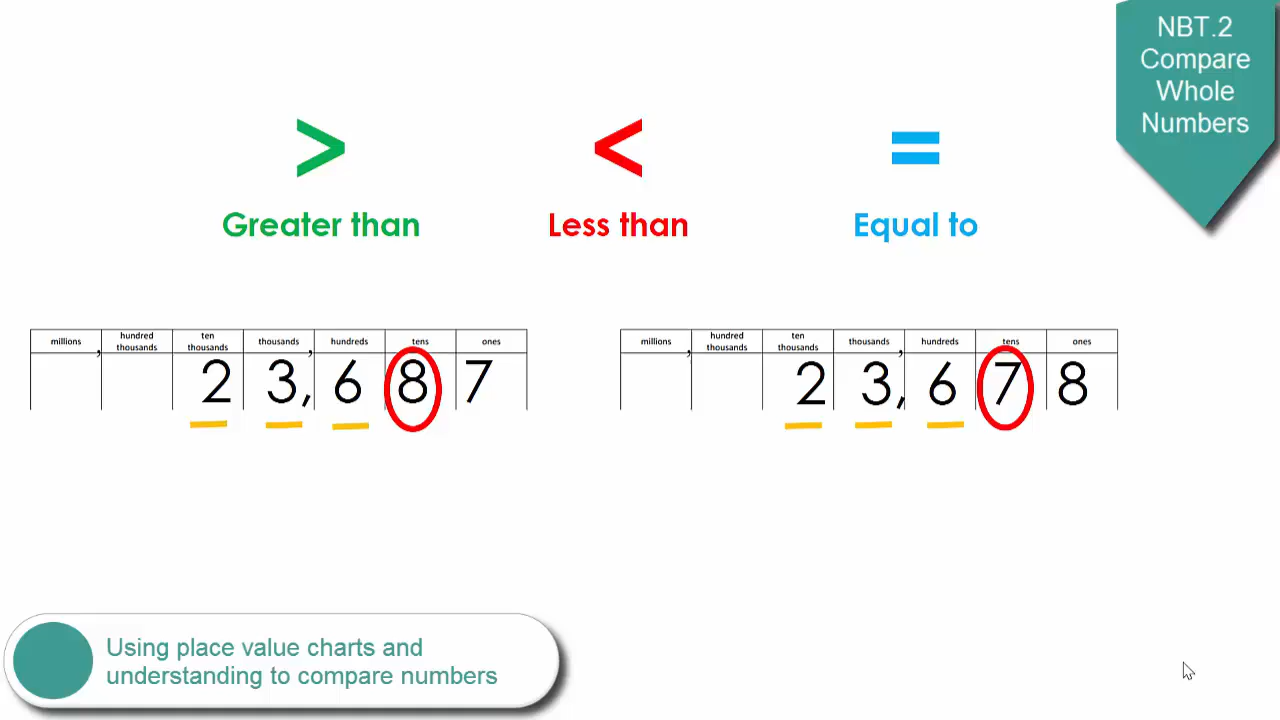 NBT.2
Compare
Whole
Numbers
> < =
Greater than Less than Equal to
millions , hundred thousands ten thousands thousands , hundreds tens ones
2 3, 6 8 7
millions , hundred thousands ten thousands thousands , hundreds tens ones
2 3, 6 7 8
Using place value charts and
understanding to compare numbers